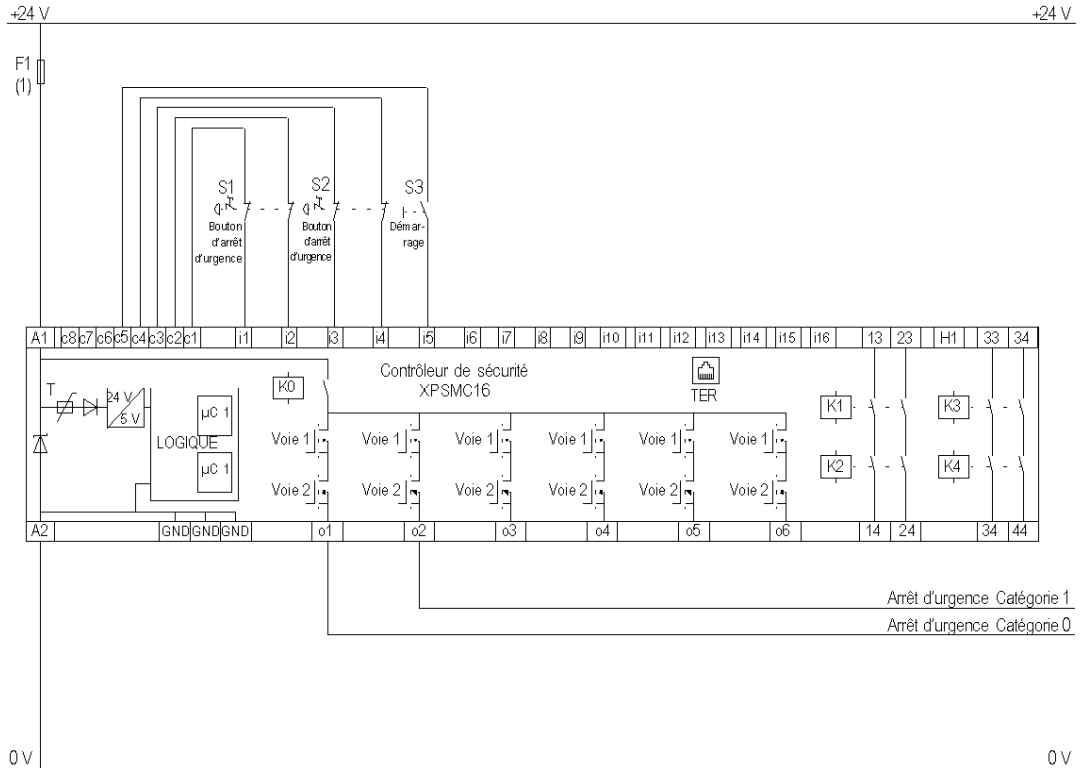 +24 V +24 V
F1
(1)
S1 S2 S3
Bouton
d'arrêt
d'urgence
Bouton
d'arrêt
d'urgence
Démar-
rage
A1 c8 c7 c6 c5 c4 c3 c2 c1 i1 i2 i3 i4 i5 i6 i7 i8 i9 i10 i11 i12 i13 i14 i15 i16 13 23 H1 33 34
Contrôleur de sécurité
XPSMC16
TER
K0
T
24 V
5 V
LOGIQUE
µC 1
µC 1
K1 K3
K2 K4
Voie 1 Voie 1 Voie 1 Voie 1 Voie 1 Voie 1
Voie 2 Voie 2 Voie 2 Voie 2 Voie 2 Voie 2
A2 GND GND GND o1 o2 o3 o4 o5 o6 14 24 34 44
Arrêt d'urgence Catégorie 1
Arrêt d'urgence Catégorie 0
0 V 0 V